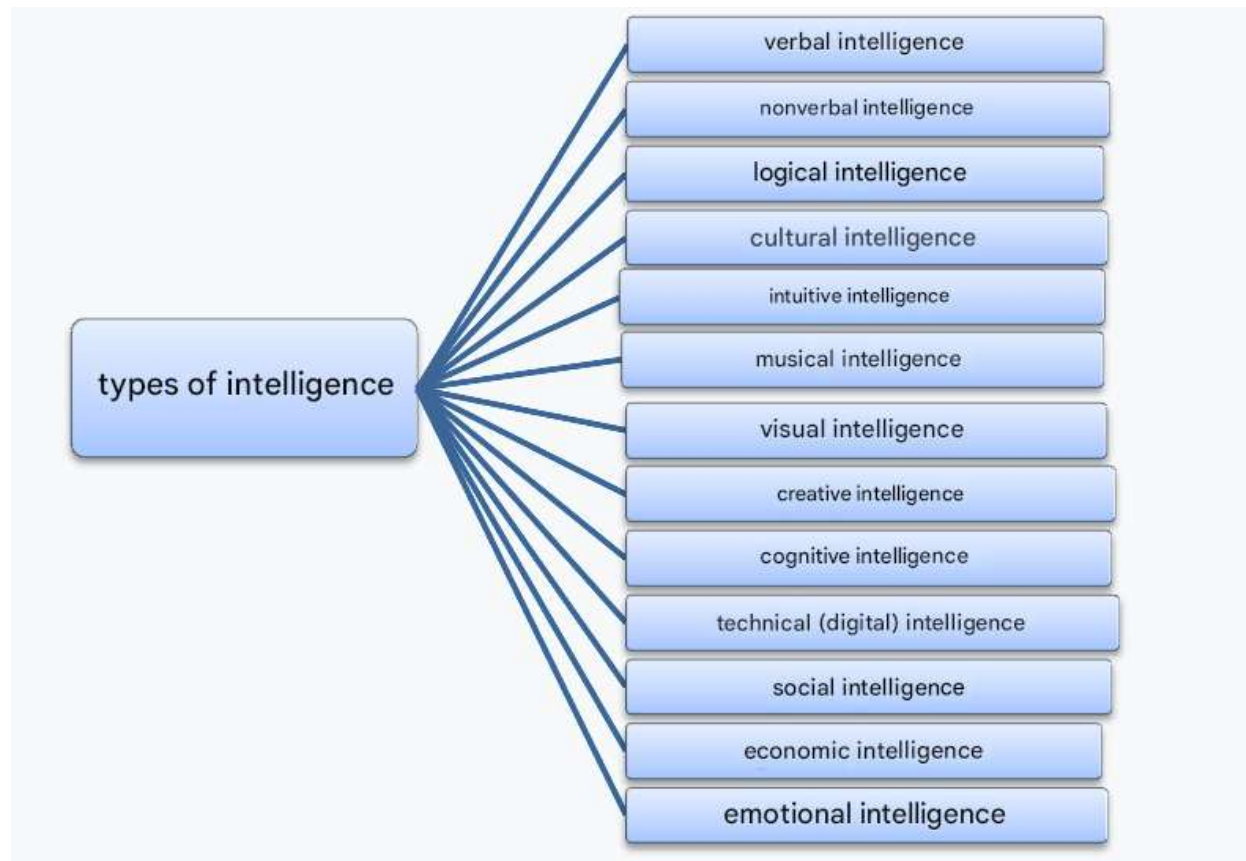 verbal intelligence
nonverbal intelligence
logical intelligence
cultural intelligence
intuitive intelligence
musical intelligence
types of intelligence
visual intelligence
creative intelligence
cognitive intelligence
technical (digital) intelligence
social intelligence
economic intelligence
emotional intelligence